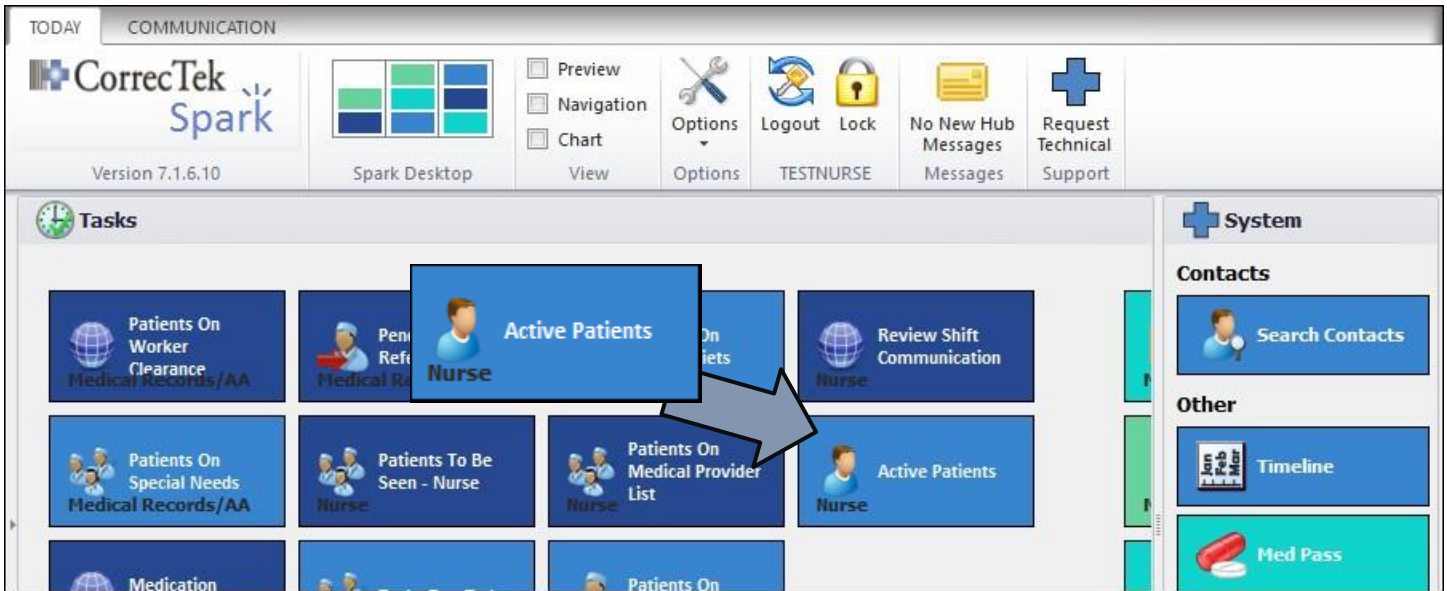 TODAY
COMMUNICATION
CorrecTek
Spark
Version 7.1.6.10
Spark Desktop
Preview
Navigation
Chart
View
Options
Options
Logout
Lock
TESTNURSE
No New Hub
Messages
Messages
Request
Technical
Support
Tasks
Patients On
Worker
Clearance
Medical Records/AA
Active Patients
Nurse
On
Review Shift
Communication
Nurse
Patients On
Special Needs
Medical Records/AA
Patients To Be
Seen - Nurse
Nurse
Patients On
Medical Provider
List
Nurse
Active Patients
Nurse
Medication
Patients On
System
Contacts
Search Contacts
Other
Jan
Feb
Mar
Timeline
Med Pass